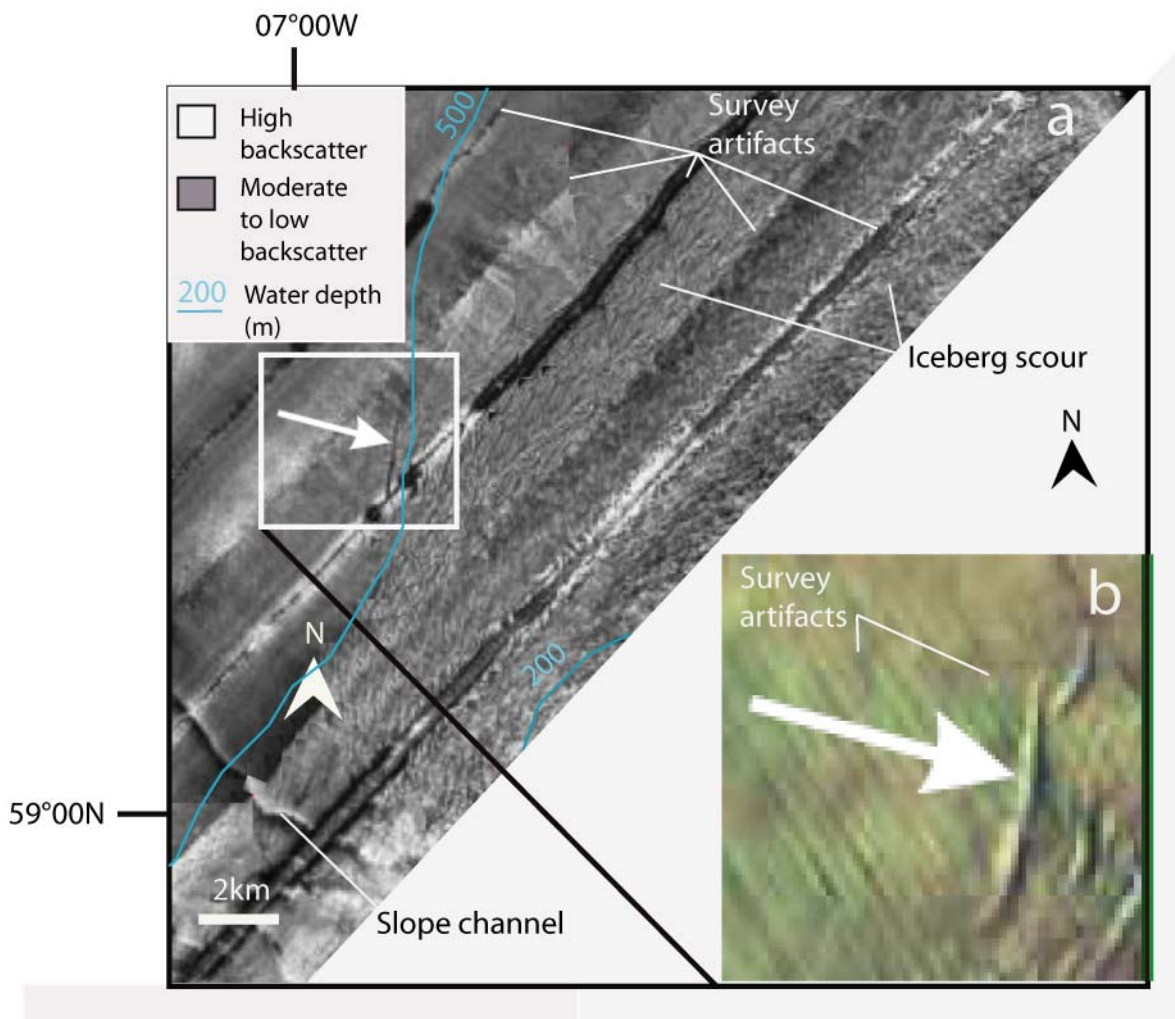 07°00W
High
backscatter
Moderate
to low
backscatter
200 Water depth
(m)
500
Survey
artifacts
a
Iceberg scour
N
N
200
59°00N
2km
Slope channel
Survey
artifacts
b